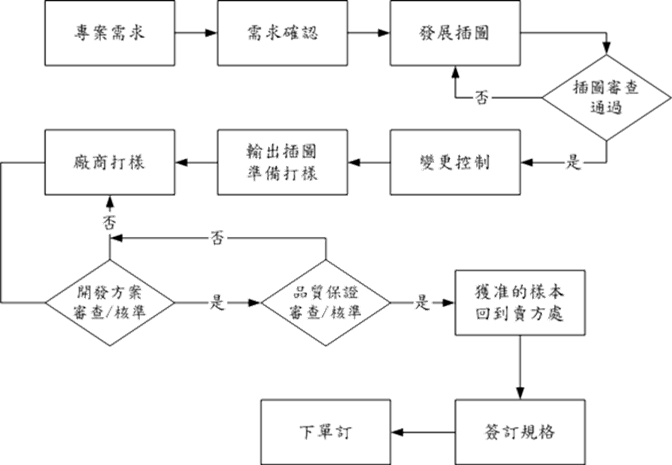 專案需求
需求確認
發展插圖
插圖審查
通過
否
是
變更控制
輸出插圖
準備打樣
廠商打樣
否
否
開發方案
審查/核準
是
品質保證
審查/核準
是
獲准的樣本
回到賣方處
簽訂規格
下單訂